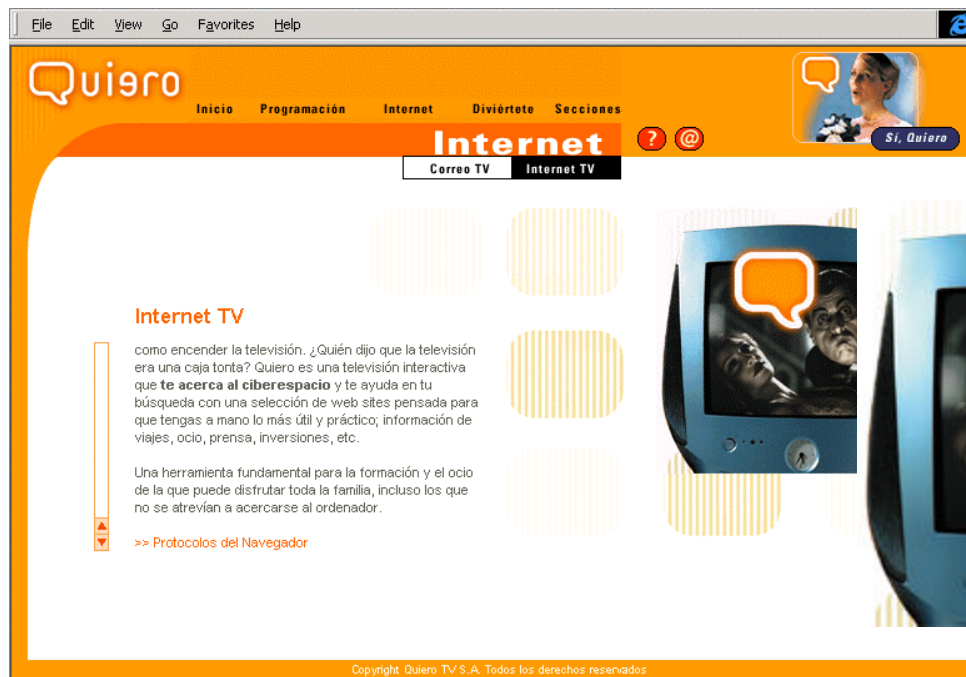 File Edit View Go Favorites Help
Quiero
Inicio Programación Internet Diviértete Secciones
Internet ? @
Sí, Quiero
Correo TV Internet TV
Internet TV
como encender la televisión. ¿Quién dijo que la televisión
era una caja tonta? Quiero es una televisión interactiva
que te acerca al ciberespacio y te ayuda en tu
búsqueda con una selección de web sites pensada para
que tengas a mano lo más útil y práctico; información de
viajes, ocio, prensa, inversiones, etc.
Una herramienta fundamental para la formación y el ocio
de la que puede disfrutar toda la familia, incluso los que
no se atrevían a acercarse al ordenador.
>> Protocolos del Navegador
Copyright Quiero TV S.A. Todos los derechos reservados